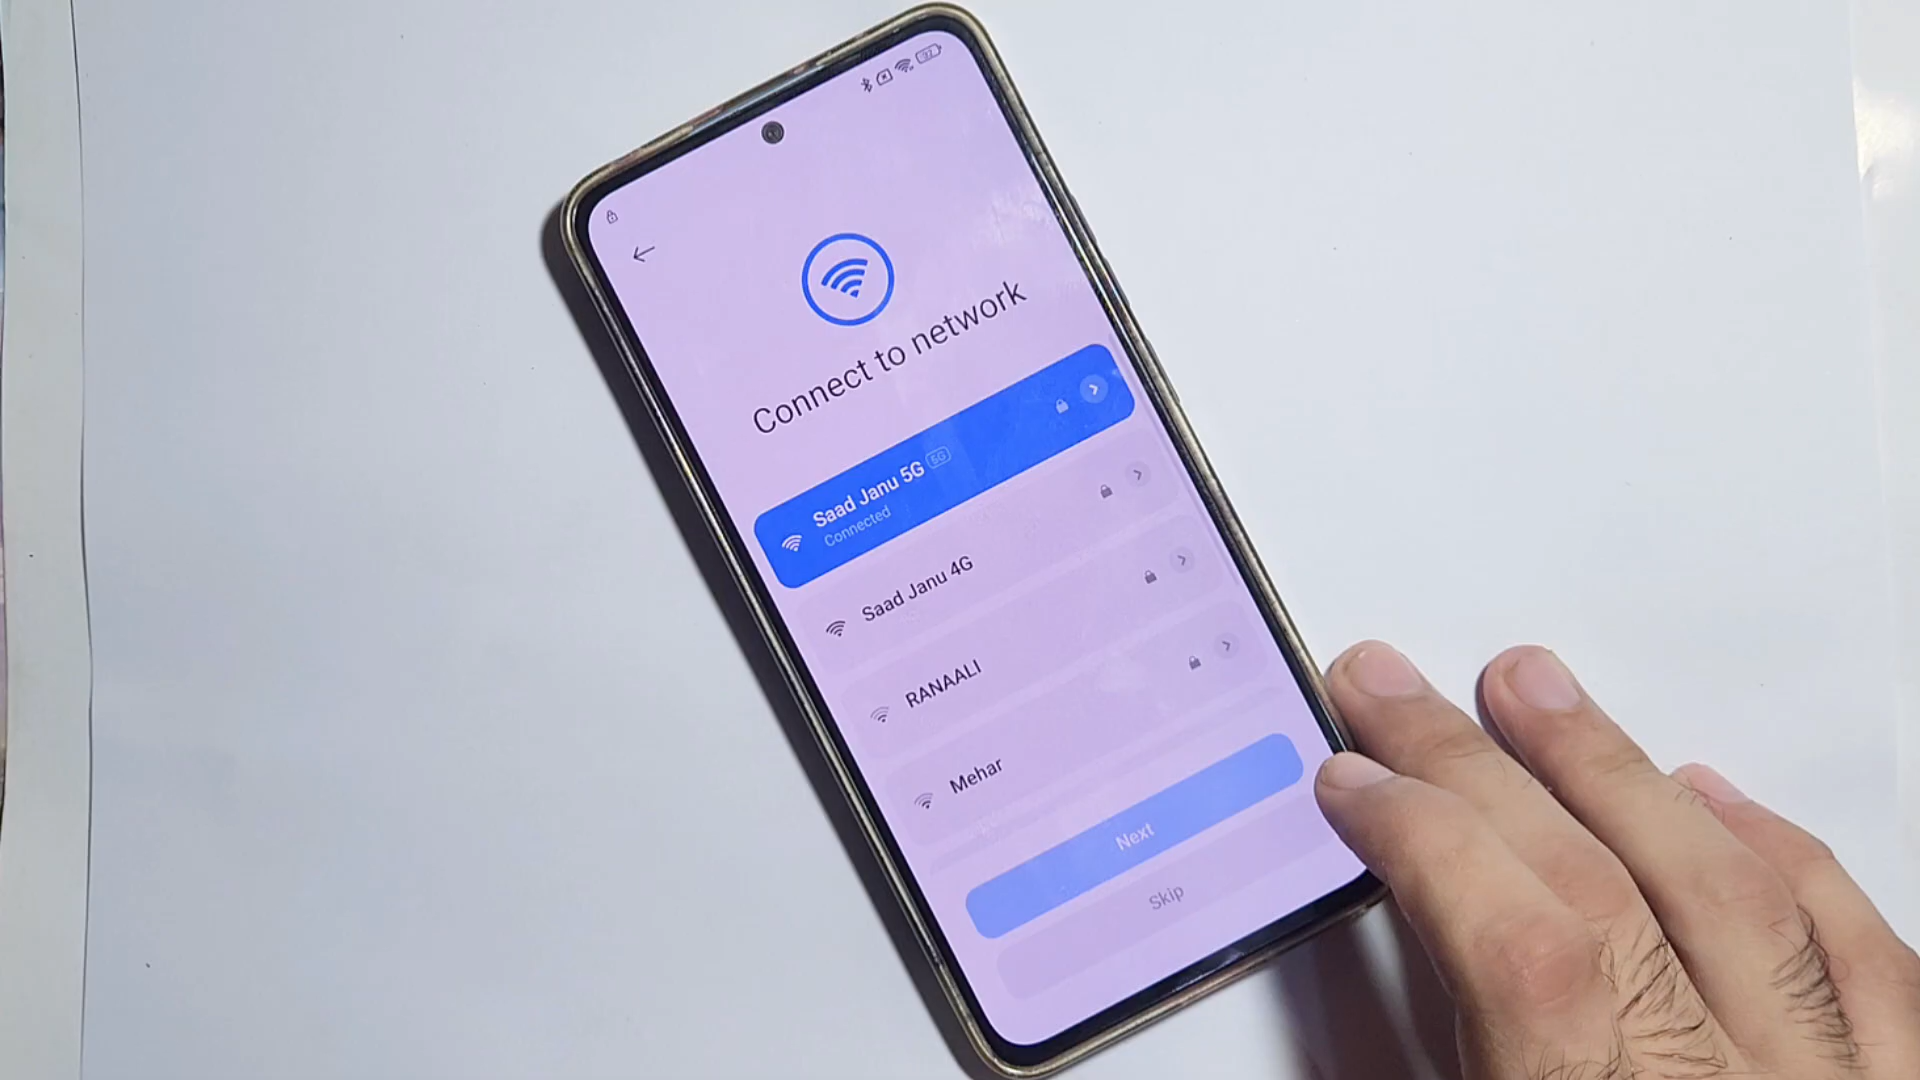 Connect to network
Saad Janu 5G 5G
Connected
Saad Janu 4G
RANAALI
Mehar
Next
Skip